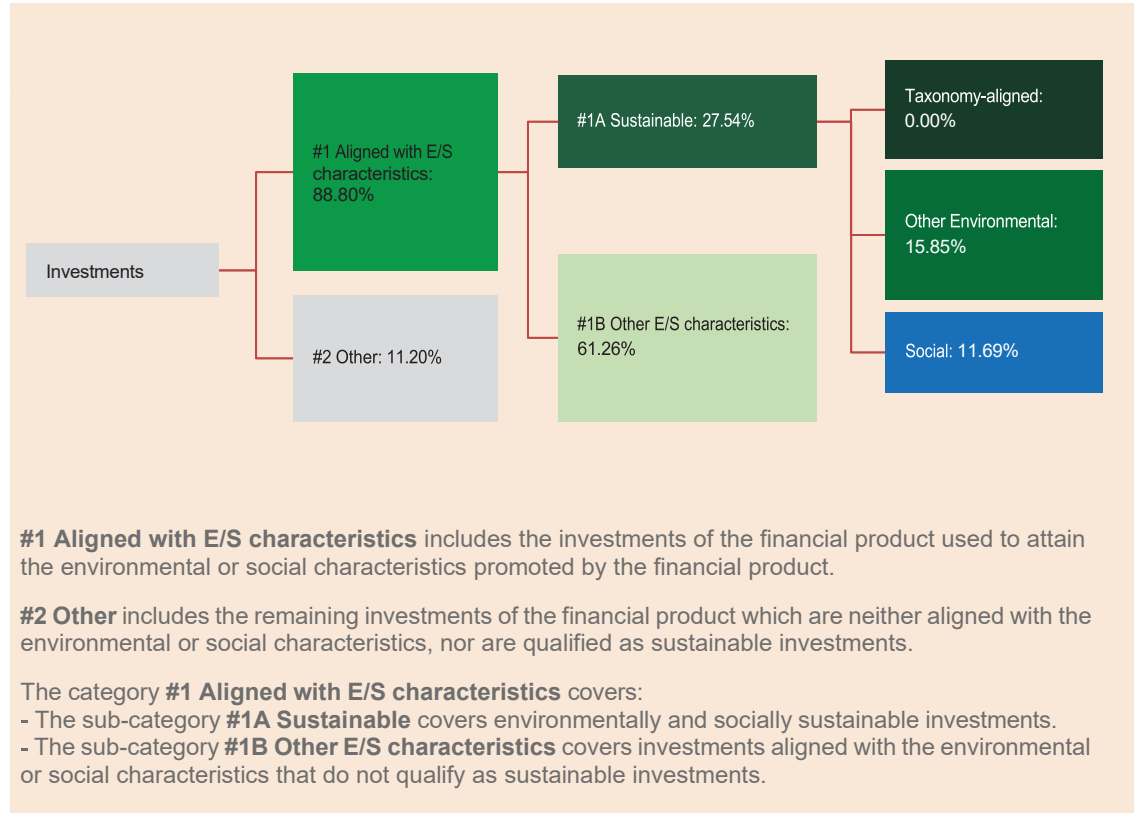 Investments
#1 Aligned with E/S
characteristics:
88.80%
#2 Other: 11.20%
#1A Sustainable: 27.54%
#1B Other E/S characteristics:
61.26%
Taxonomy-aligned:
0.00%
Other Environmental:
15.85%
Social: 11.69%
#1 Aligned with E/S characteristics includes the investments of the financial product used to attain
the environmental or social characteristics promoted by the financial product.
#2 Other includes the remaining investments of the financial product which are neither aligned with the
environmental or social characteristics, nor are qualified as sustainable investments.
The category #1 Aligned with E/S characteristics covers:
- The sub-category #1A Sustainable covers environmentally and socially sustainable investments.
- The sub-category #1B Other E/S characteristics covers investments aligned with the environmental
or social characteristics that do not qualify as sustainable investments.